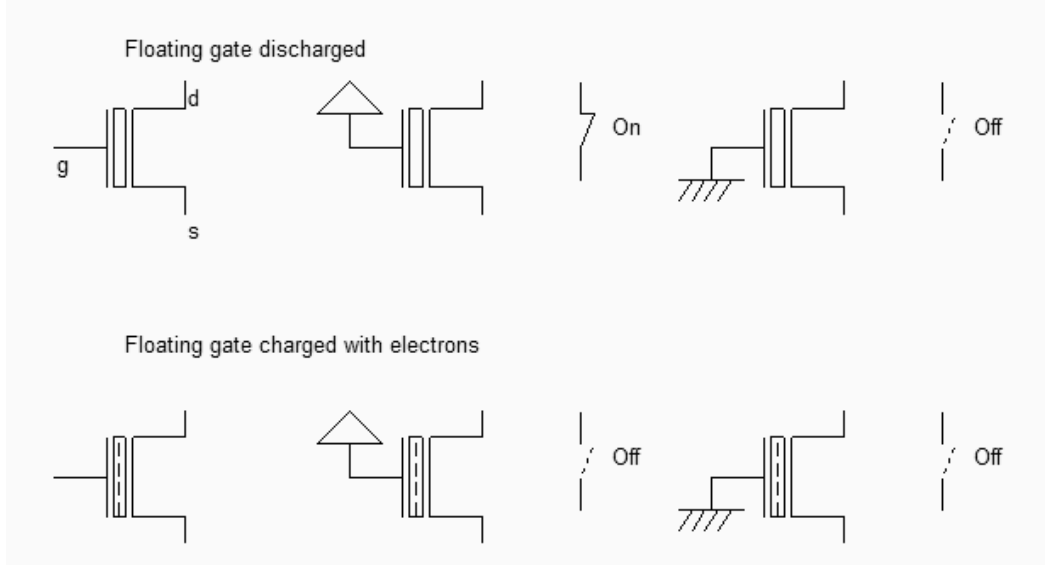 Floating gate discharged
d
g
s
On
Off
Floating gate charged with electrons
Off
Off